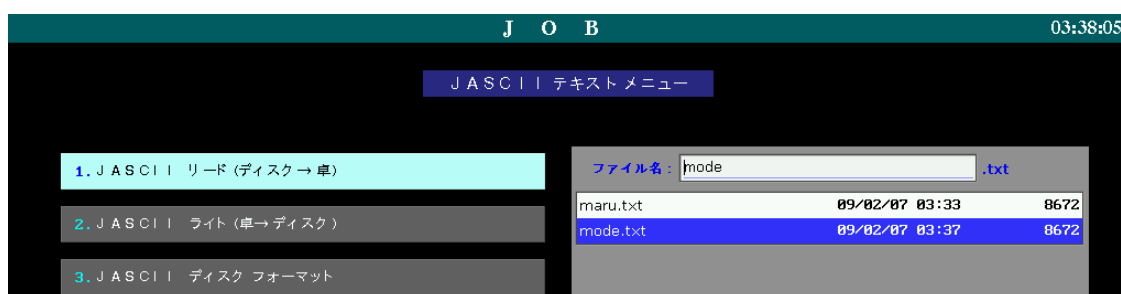 J O B 03:38:05
JASCII テキスト メニュー
1.JASCII リード (ディスク→卓)
2.JASCII ライト (卓→ディスク)
3.JASCII ディスク フォーマット
ファイル名: mode .txt
maru.txt 09/02/07 03:33 8672
mode.txt 09/02/07 03:37 8672